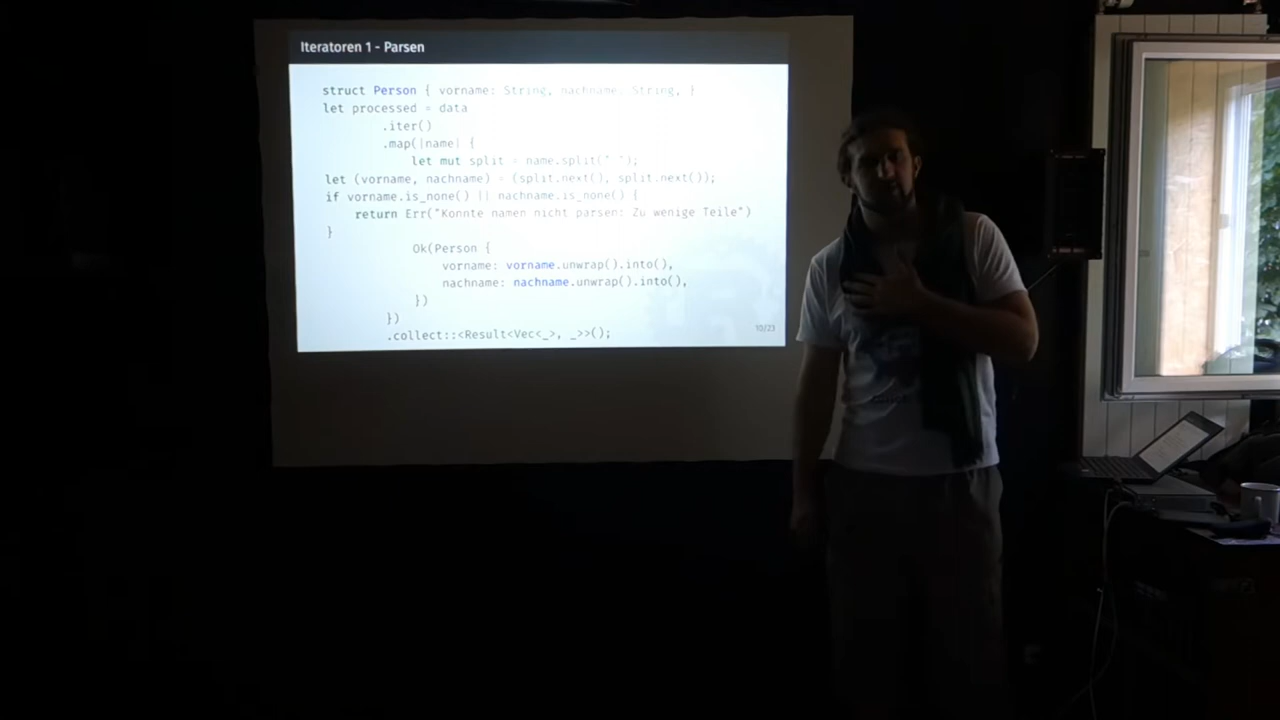 Iteratoren 1 - Parsen
struct Person { vorname: String, nachname: String, }
let processed = data
.iter()
.map(|name| {
let mut split = name.split(" ");
let (vorname, nachname) = (split.next(), split.next());
if vorname.is_none() || nachname.is_none() {
return Err("Konnte namen nicht parsen: Zu wenige Teile")
}
Ok(Person {
vorname: vorname.unwrap().into(),
nachname: nachname.unwrap().into(),
})
})
.collect::<Result<Vec<_>, _>>();
10/23